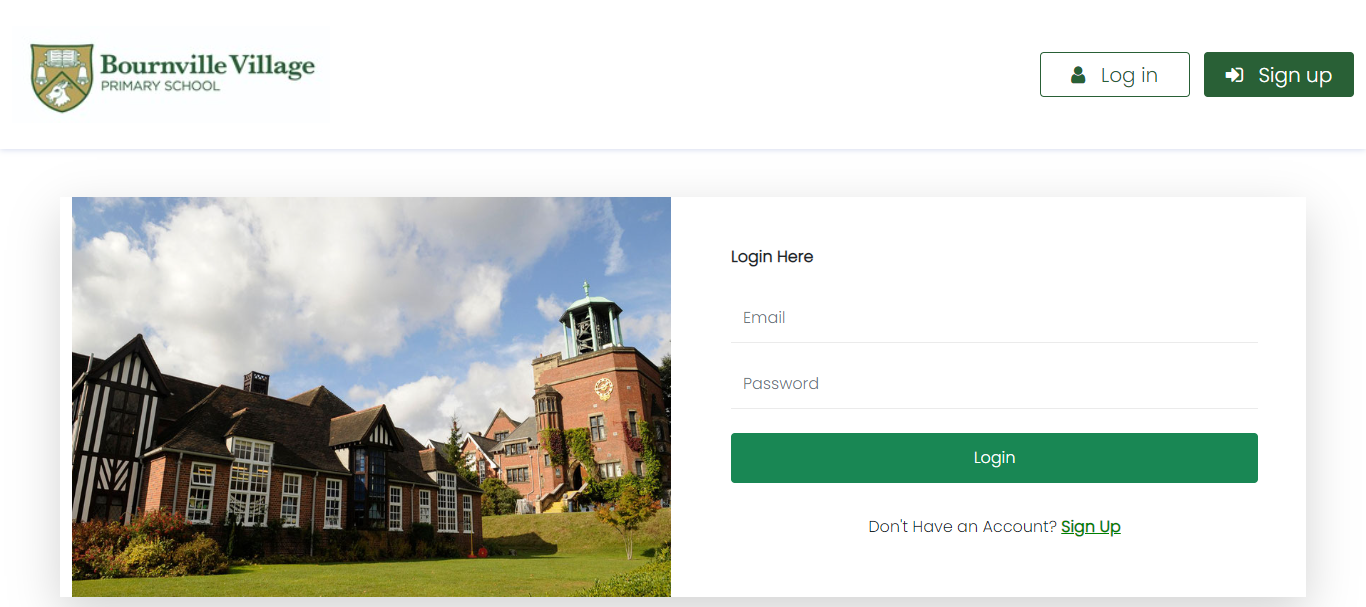 Bournville Village
PRIMARY SCHOOL
Log in
Sign up
Login Here
Email
Password
Login
Don't Have an Account? Sign Up